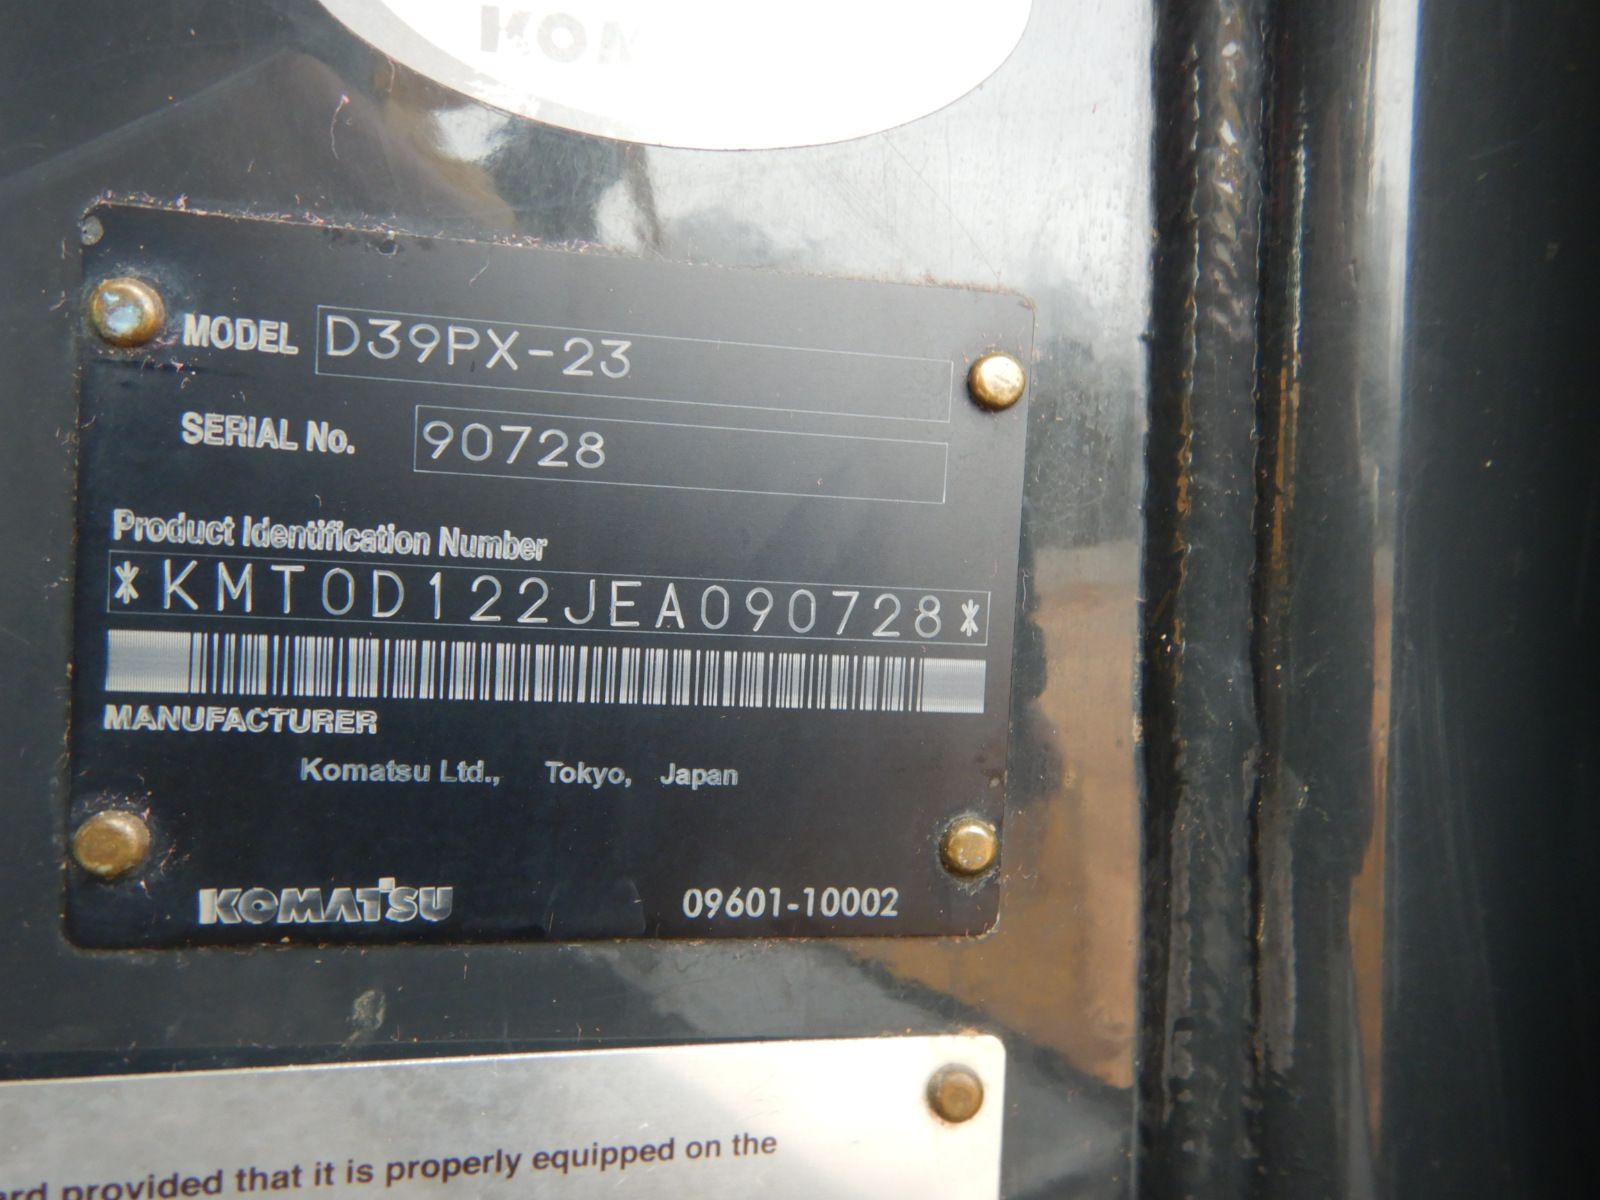 MODEL D39PX-23
SERIAL No. 90728
Product Identification Number
*KMT0D122JEA090728*
MANUFACTURER
Komatsu Ltd., Tokyo, Japan
KOMATSU 09601-10002
provided that it is properly equipped on the